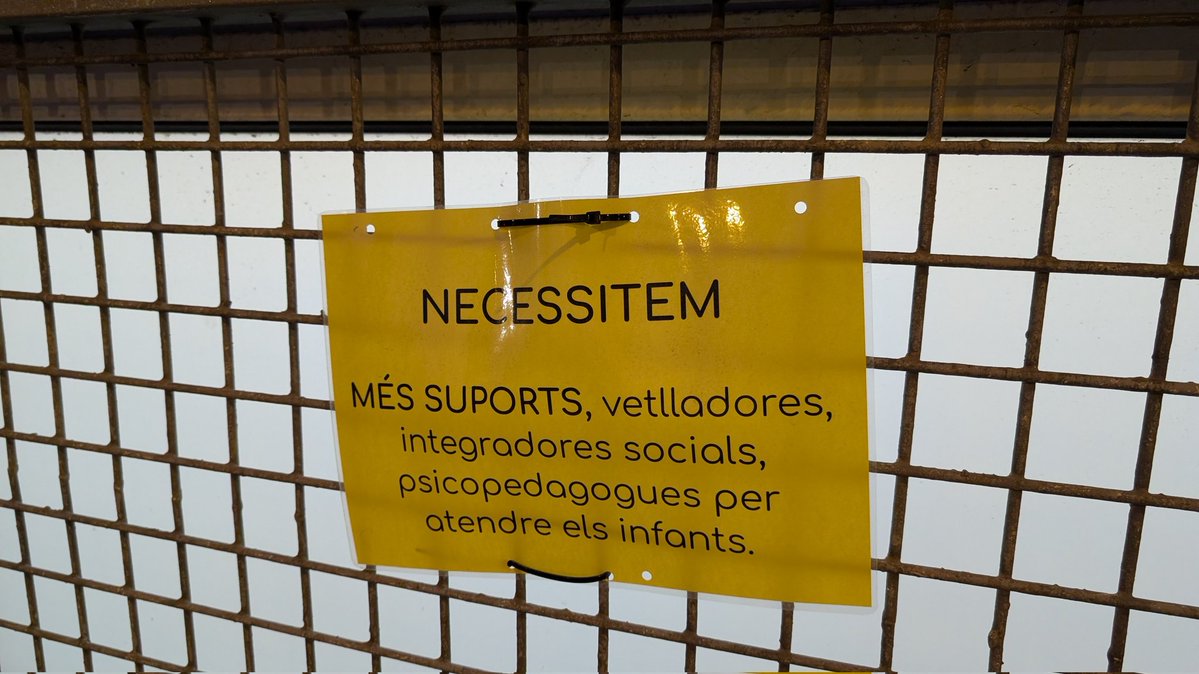 NECESSITEM
MÉS SUPORTS, vetlladores,
integradores socials,
psicopedagogues per
atendre els infants.